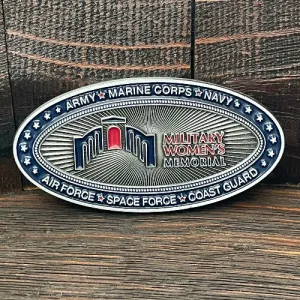 ARMY★MARINE CORPS★NAVY
MILITARY
WOMEN'S
MEMORIAL
AIR FORCE★SPACE FORCE★COAST GUARD